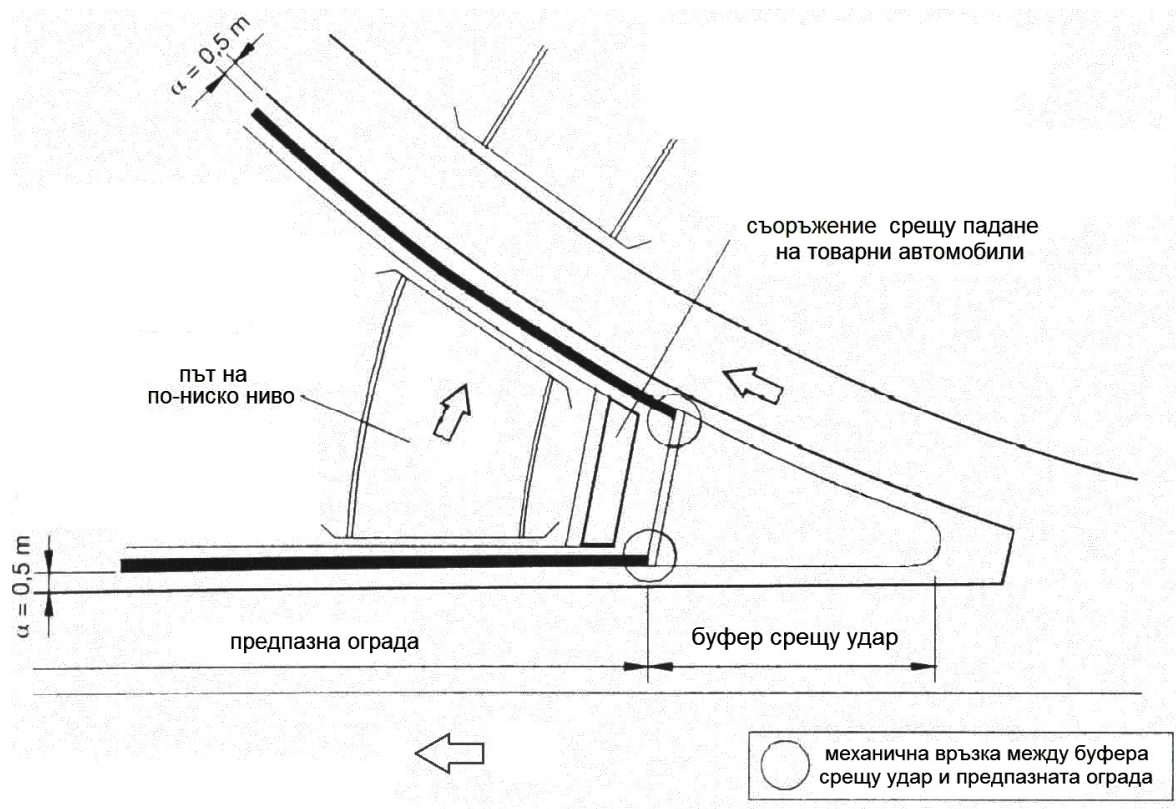 α = 0,5 m
съоръжение срещу падане
на товарни автомобили
път на
по-ниско ниво
α = 0,5 m
предпазна ограда
буфер срещу удар
механична връзка между буфера
срещу удар и предпазната ограда